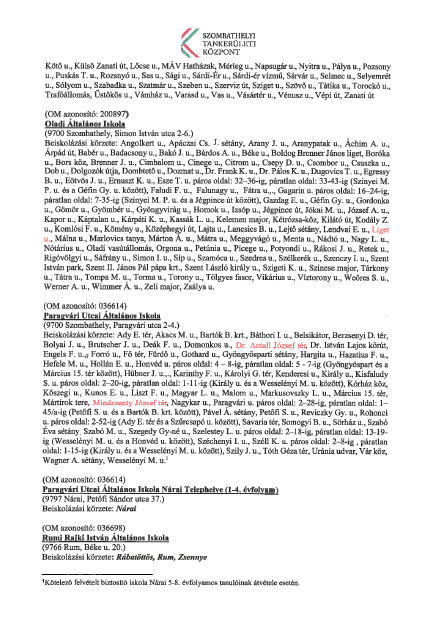 SZOMBATHELYI
TANKERÜLETI
KÖZPONT
Kötő u., Külső Zanati út, Lőcse u., MÁV Hatházak, Mérleg u., Napsugár u., Nyitra u., Pálya u., Pozsony
u., Puskás T. u., Rozsnyó u., Sas u., Sági u., Sárdi-Ér u., Sárdi-ér vízmű, Sárvár u., Selmec u., Selyemrét
u., Sólyom u., Szabadka u., Szatmár u., Szeben u., Szerviz út, Sziget u., Szövő u., Tátika u., Torockó u.,
Trafóállomás, Üstökös u., Vámház u., Varasd u., Vas u., Vásártér u., Vénusz u., Vépi út, Zanati út
(OM azonosító: 200897)
Oladi Általános Iskola
(9700 Szombathely, Simon István utca 2-6.)
Beiskolázási körzete: Angolkert u., Apáczai Cs. J. sétány, Arany J. u., Aranypatak u., Áchim A. u.,
Árpád út, Babér u., Badacsony u., Bakó J. u., Bárdos A. u., Béke u., Boldog Brenner János liget, Boróka
u., Bors köz, Brenner J. u., Cimbalom u., Cinege u., Citrom u., Csepy D. u., Csombor u., Csuszka u.,
Dob u., Dolgozók útja, Dombtető u., Dozmat u., Dr. Frank K. u., Dr. Pálos K. u., Dugovics T. u., Egressy
B. u., Eötvös J. u., Ernuszt K. u., Esze T. u. páros oldal: 32–36-ig, páratlan oldal: 33-43-ig (Szinyei M.
P. u. és a Géfin Gy. u. között), Faludi F. u., Falunagy u., Fátra u.,., Gagarin u. páros oldal: 16–24-ig,
páratlan oldal: 7-35-ig (Szinyei M. P. u. és a Jégpince út között), Gazdag E. u., Géfin Gy. u., Gordonka
u., Gömör u., Gyömbér u., Gyöngyvirág u., Homok u., Izsóp u., Jégpince út, Jókai M. u., József A. u.,
Kapor u., Káptalan u., Kárpáti K. u., Kassák L. u., Kelemen major, Kétrózsa-köz, Kilátó út, Kodály Z.
u., Komlósi F. u., Kömény u., Középhegyi út, Lajta u., Lancsics B. u., Lejtő sétány, Lendvai E. u., Liget
u., Málna u., Marlovics tanya, Márton Á. u., Mátra u., Meggyvágó u., Menta u., Nádtó u., Nagy L. u.,
Nótárius u., Oladi vasútállomás, Orgona u., Petúnia u., Picege u., Potyondi u., Rákosi J. u., Retek u.,
Rigóvölgyi u., Sáfrány u., Simon I. u., Síp u., Szamóca u., Szedres u., Szélkerék u., Szenczy I. u., Szent
István park, Szent II. János Pál pápa krt., Szent László király u., Szigeti K. u., Szinese major, Tárkony
u., Tátra u., Tompa M. u., Torma u., Torony u., Tölgyes fasor, Vikárius u., Víztorony u., Weöres S. u.,
Werner A. u., Wimmer Á. u., Zeli major, Zsálya u.
(OM azonosító: 036614)
Paragvári Utcai Általános Iskola
(9700 Szombathely, Paragvári utca 2-4.)
Beiskolázási körzete: Ady E. tér, Akacs M. u., Bartók B. krt., Báthori I. u., Belsikátor, Berzsenyi D. tér,
Bolyai J. u., Brutscher J. u., Deák F. u., Domonkos u., Dr. Antall József tér, Dr. István Lajos körút,
Engels F. u.,, Forró u., Fő tér, Fürdő u., Gothard u., Gyöngyösparti sétány, Hargita u., Hazatius F. u.,
Hefele M. u., Hollán E. u., Honvéd u. páros oldal: 4 – 8-ig, páratlan oldal: 5 - 7-ig (Gyöngyöspart és a
Március 15. tér között), Hübner J. u.,., Karinthy F. u., Károlyi G. tér, Kenderesi u., Király u., Kisfaludy
S. u. páros oldal: 2–20-ig, páratlan oldal: 1-11-ig (Király u. és a Wesselényi M. u. között), Kórház köz,
Kőszegi u., Kunos E. u., Liszt F. u., Magyar L. u., Malom u., Markusovszky L. u., Március 15. tér,
Mártírok tere, Mindszenty József tér, Nagykar u., Paragvári u. páros oldal: 2–28-ig, páratlan oldal: 1–
45/a-ig (Petőfi S. u. és a Bartók B. krt. között), Pável Á. sétány, Petőfi S. u., Reviczky Gy. u., Rohonci
u. páros oldal: 2-52-ig (Ady E. tér és a Szűrcsapó u. között), Savaria tér, Somogyi B. u., Sörház u., Szabó
Éva sétány, Szabó M. u., Szegedy Gy-né u., Szelestey L. u. páros oldal: 2–18-ig, páratlan oldal: 13-19-
ig (Wesselényi M. u. és a Honvéd u. között), Széchenyi I. u., Széll K. u. páros oldal: 2–8-ig , páratlan
oldal: 1-15-ig (Király u. és a Wesselényi M. u. között), Szily J. u., Tóth Géza tér, Uránia udvar, Vár köz,
Wagner A. sétány, Wesselényi M. u.¹
(OM azonosító: 036614)
Paragvári Utcai Általános Iskola Nárai Telephelye (1-4. évfolyam)
(9797 Nárai, Petőfi Sándor utca 37.)
Beiskolázási körzete: Nárai
(OM azonosító: 036698)
Rumi Rajki István Általános Iskola
(9766 Rum, Béke u. 20.)
Beiskolázási körzete: Rábatöttös, Rum, Zsennye
¹Kötelező felvételt biztosító iskola Nárai 5-8. évfolyamos tanulóinak átvétele esetén.